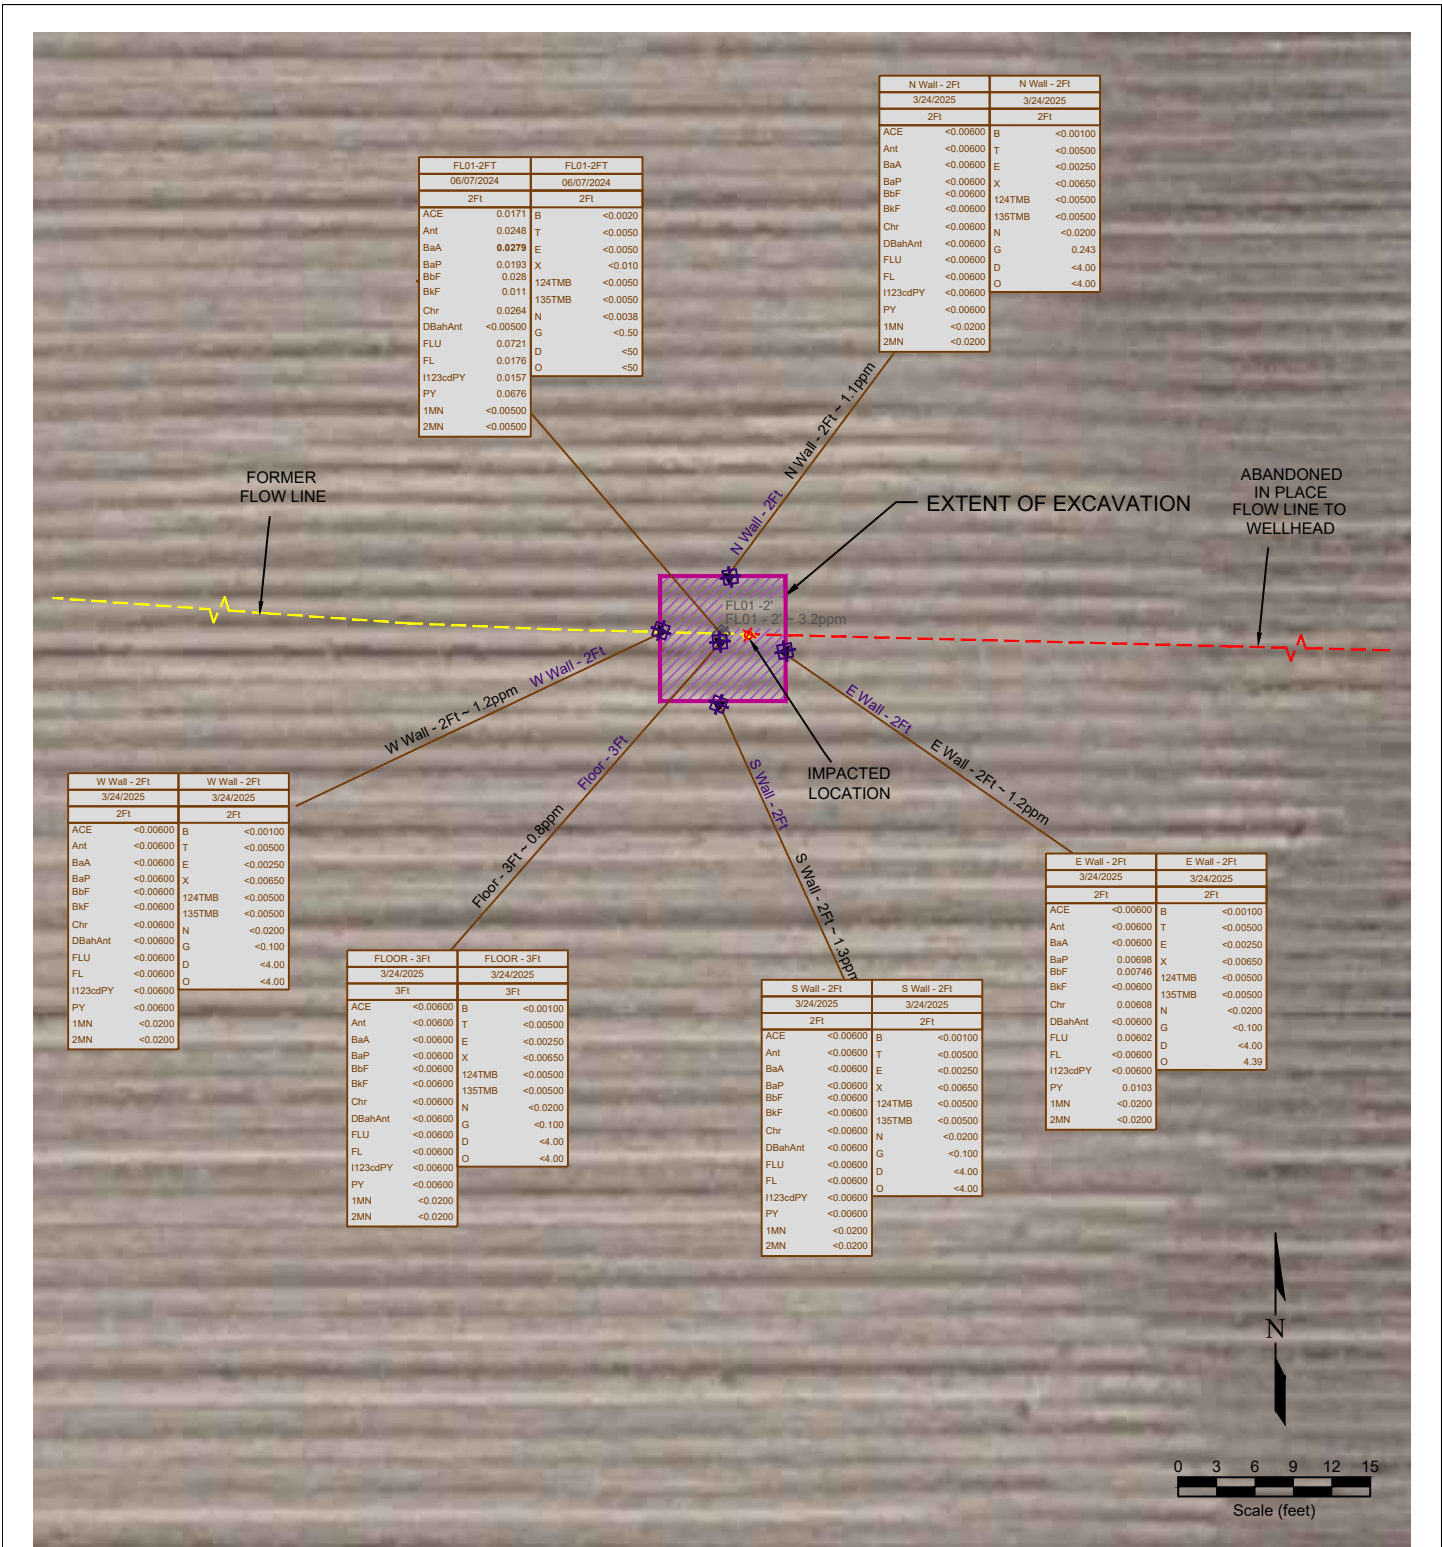 N Wall - 2Ft N Wall - 2Ft
3/24/2025 3/24/2025
2Ft 2Ft
ACE <0.00600 B <0.00100
Ant <0.00600 T <0.00500
BaA <0.00600 E <0.00250
BaP <0.00600 X <0.00650
BbF <0.00600 124TMB <0.00500
BkF <0.00600 135TMB <0.00500
Chr <0.00600 N <0.0200
DBahAnt <0.00600 G 0.243
FLU <0.00600 D <4.00
FL <0.00600 O <4.00
I123cdPY <0.00600
PY <0.00600
1MN <0.0200
2MN <0.0200
FL01-2FT FL01-2FT
06/07/2024 06/07/2024
2Ft 2Ft
ACE 0.0171 B <0.0020
Ant 0.0248 T <0.0050
BaA 0.0279 E <0.0050
BaP 0.0193 X <0.010
BbF 0.028 124TMB <0.0050
BkF 0.011 135TMB <0.0050
Chr 0.0264 N <0.0038
DBahAnt <0.00500 G <0.50
FLU 0.0721 D <50
FL 0.0176 O <50
I123cdPY 0.0157
PY 0.0676
1MN <0.00500
2MN <0.00500
N Wall - 2Ft ~ 1.1ppm
N Wall - 2Ft
FORMER
FLOW LINE
EXTENT OF EXCAVATION
ABANDONED
IN PLACE
FLOW LINE TO
WELLHEAD
FL01 -2'
FL01 - 2' ~ 3.2ppm
W Wall - 2Ft
W Wall - 2Ft ~ 1.2ppm
Floor - 3Ft
Floor - 3Ft ~ 0.8ppm
S Wall - 2Ft
S Wall - 2Ft ~ 1.3ppm
E Wall - 2Ft
E Wall - 2Ft ~ 1.2ppm
IMPACTED
LOCATION
W Wall - 2Ft W Wall - 2Ft
3/24/2025 3/24/2025
2Ft 2Ft
ACE <0.00600 B <0.00100
Ant <0.00600 T <0.00500
BaA <0.00600 E <0.00250
BaP <0.00600 X <0.00650
BbF <0.00600 124TMB <0.00500
BkF <0.00600 135TMB <0.00500
Chr <0.00600 N <0.0200
DBahAnt <0.00600 G <0.100
FLU <0.00600 D <4.00
FL <0.00600 O <4.00
I123cdPY <0.00600
PY <0.00600
1MN <0.0200
2MN <0.0200
FLOOR - 3Ft FLOOR - 3Ft
3/24/2025 3/24/2025
3Ft 3Ft
ACE <0.00600 B <0.00100
Ant <0.00600 T <0.00500
BaA <0.00600 E <0.00250
BaP <0.00600 X <0.00650
BbF <0.00600 124TMB <0.00500
BkF <0.00600 135TMB <0.00500
Chr <0.00600 N <0.0200
DBahAnt <0.00600 G <0.100
FLU <0.00600 D <4.00
FL <0.00600 O <4.00
I123cdPY <0.00600
PY <0.00600
1MN <0.0200
2MN <0.0200
S Wall - 2Ft S Wall - 2Ft
3/24/2025 3/24/2025
2Ft 2Ft
ACE <0.00600 B <0.00100
Ant <0.00600 T <0.00500
BaA <0.00600 E <0.00250
BaP <0.00600 X <0.00650
BbF <0.00600 124TMB <0.00500
BkF <0.00600 135TMB <0.00500
Chr <0.00600 N <0.0200
DBahAnt <0.00600 G <0.100
FLU <0.00600 D <4.00
FL <0.00600 O <4.00
I123cdPY <0.00600
PY <0.00600
1MN <0.0200
2MN <0.0200
E Wall - 2Ft E Wall - 2Ft
3/24/2025 3/24/2025
2Ft 2Ft
ACE <0.00600 B <0.00100
Ant <0.00600 T <0.00500
BaA <0.00600 E <0.00250
BaP 0.00698 X <0.00650
BbF 0.00746 124TMB <0.00500
BkF <0.00600 135TMB <0.00500
Chr 0.00608 N <0.0200
DBahAnt <0.00600 G <0.100
FLU 0.00602 D <4.00
FL <0.00600 O 4.39
I123cdPY <0.00600
PY 0.0103
1MN <0.0200
2MN <0.0200
N
0 3 6 9 12 15
Scale (feet)